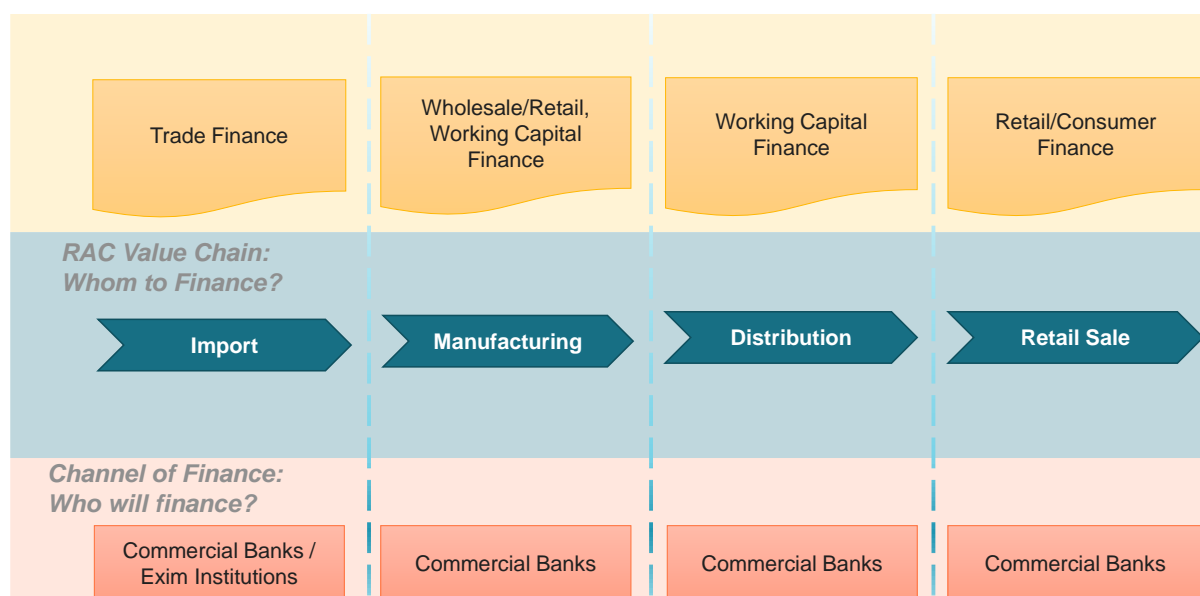 Trade Finance
Wholesale/Retail,
Working Capital
Finance
Working Capital
Finance
Retail/Consumer
Finance
RAC Value Chain:
Whom to Finance?
Import
Manufacturing
Distribution
Retail Sale
Channel of Finance:
Who will finance?
Commercial Banks /
Exim Institutions
Commercial Banks
Commercial Banks
Commercial Banks